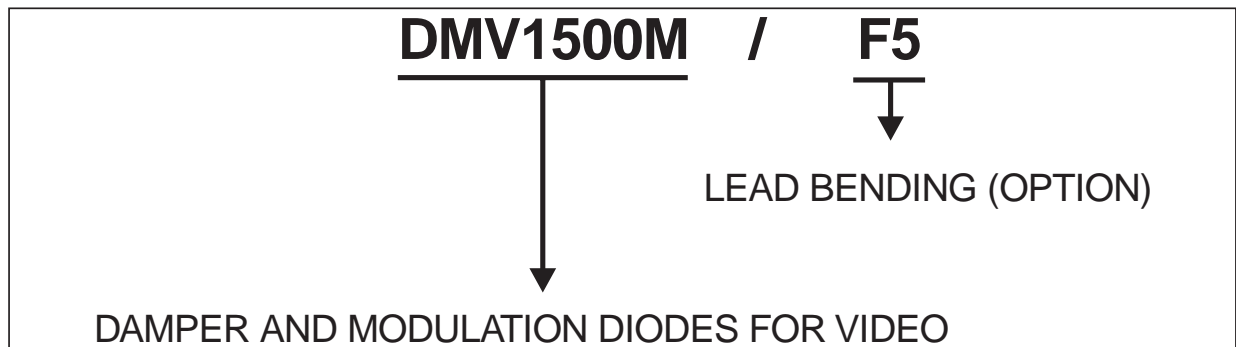 DMV1500M / F5
LEAD BENDING (OPTION)
DAMPER AND MODULATION DIODES FOR VIDEO